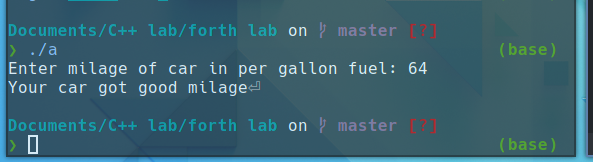 Documents/C++ lab/forth lab on ᚠ master [?]
❯ ./a (base)
Enter milage of car in per gallon fuel: 64
Your car got good milage⏎
Documents/C++ lab/forth lab on ᚠ master [?]
❯ (base)